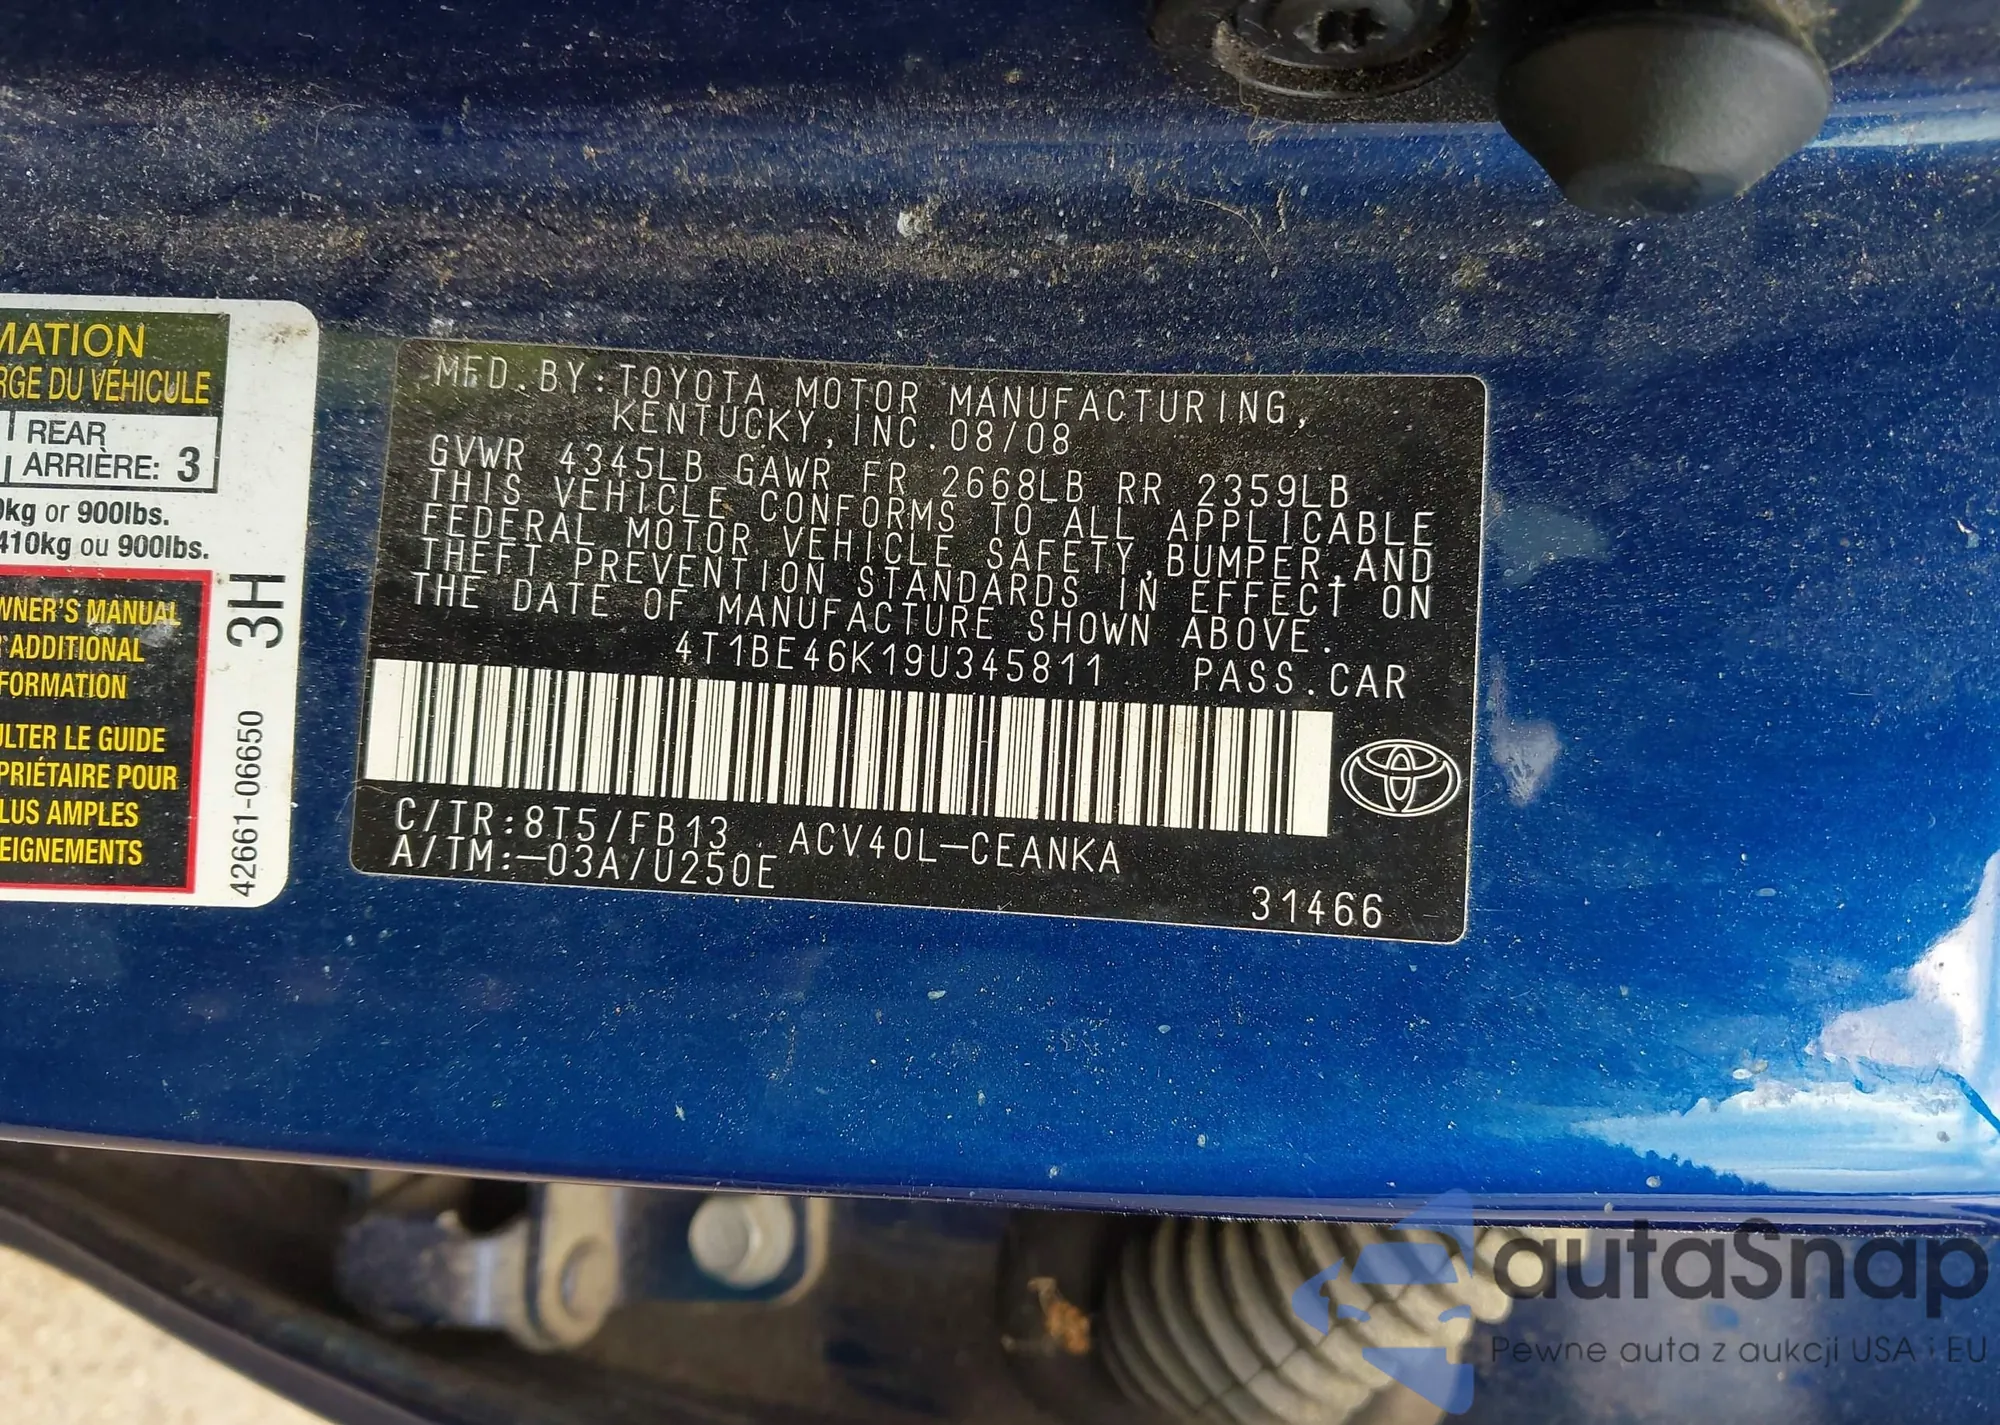 MATION
RGE DU VÉHICULE
REAR
ARRIÈRE: 3
kg or 900lbs.
410kg ou 900lbs.
WNER'S MANUAL
ADDITIONAL
FORMATION
ULTER LE GUIDE
PRIÉTAIRE POUR
LUS AMPLES
EIGNEMENTS
3H
42661-06650
MFD.BY:TOYOTA MOTOR MANUFACTURING,
KENTUCKY,INC.08/08
GVWR 4345LB GAWR FR 2668LB RR 2359LB
THIS VEHICLE CONFORMS TO ALL APPLICABLE
FEDERAL MOTOR VEHICLE SAFETY,BUMPER,AND
THEFT PREVENTION STANDARDS IN EFFECT ON
THE DATE OF MANUFACTURE SHOWN ABOVE.
4T1BE46K19U345811 PASS.CAR
C/TR:8T5/FB13 ACV40L-CEANKA
A/TM:-03A/U250E
31466
autaSnap
Pewne auta z aukcji USA i EU